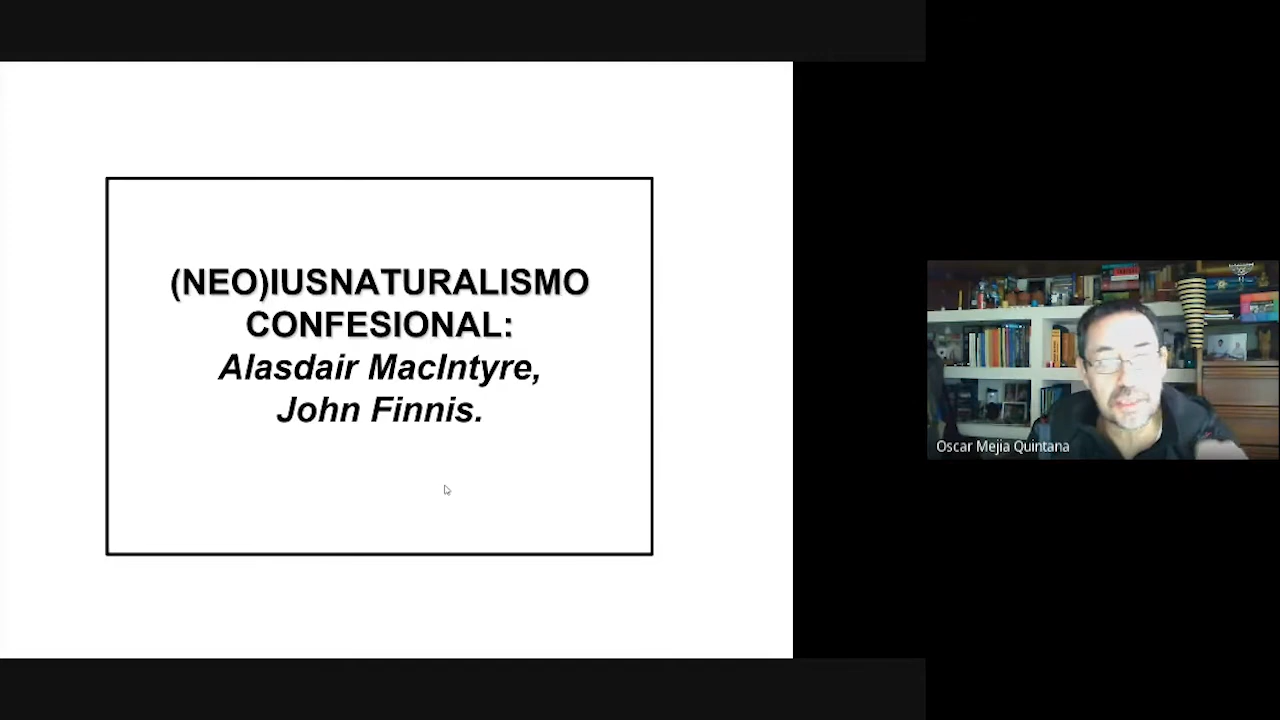 (NEO)IUSNATURALISMO
CONFESIONAL:
Alasdair MacIntyre,
John Finnis.
Oscar Mejia Quintana